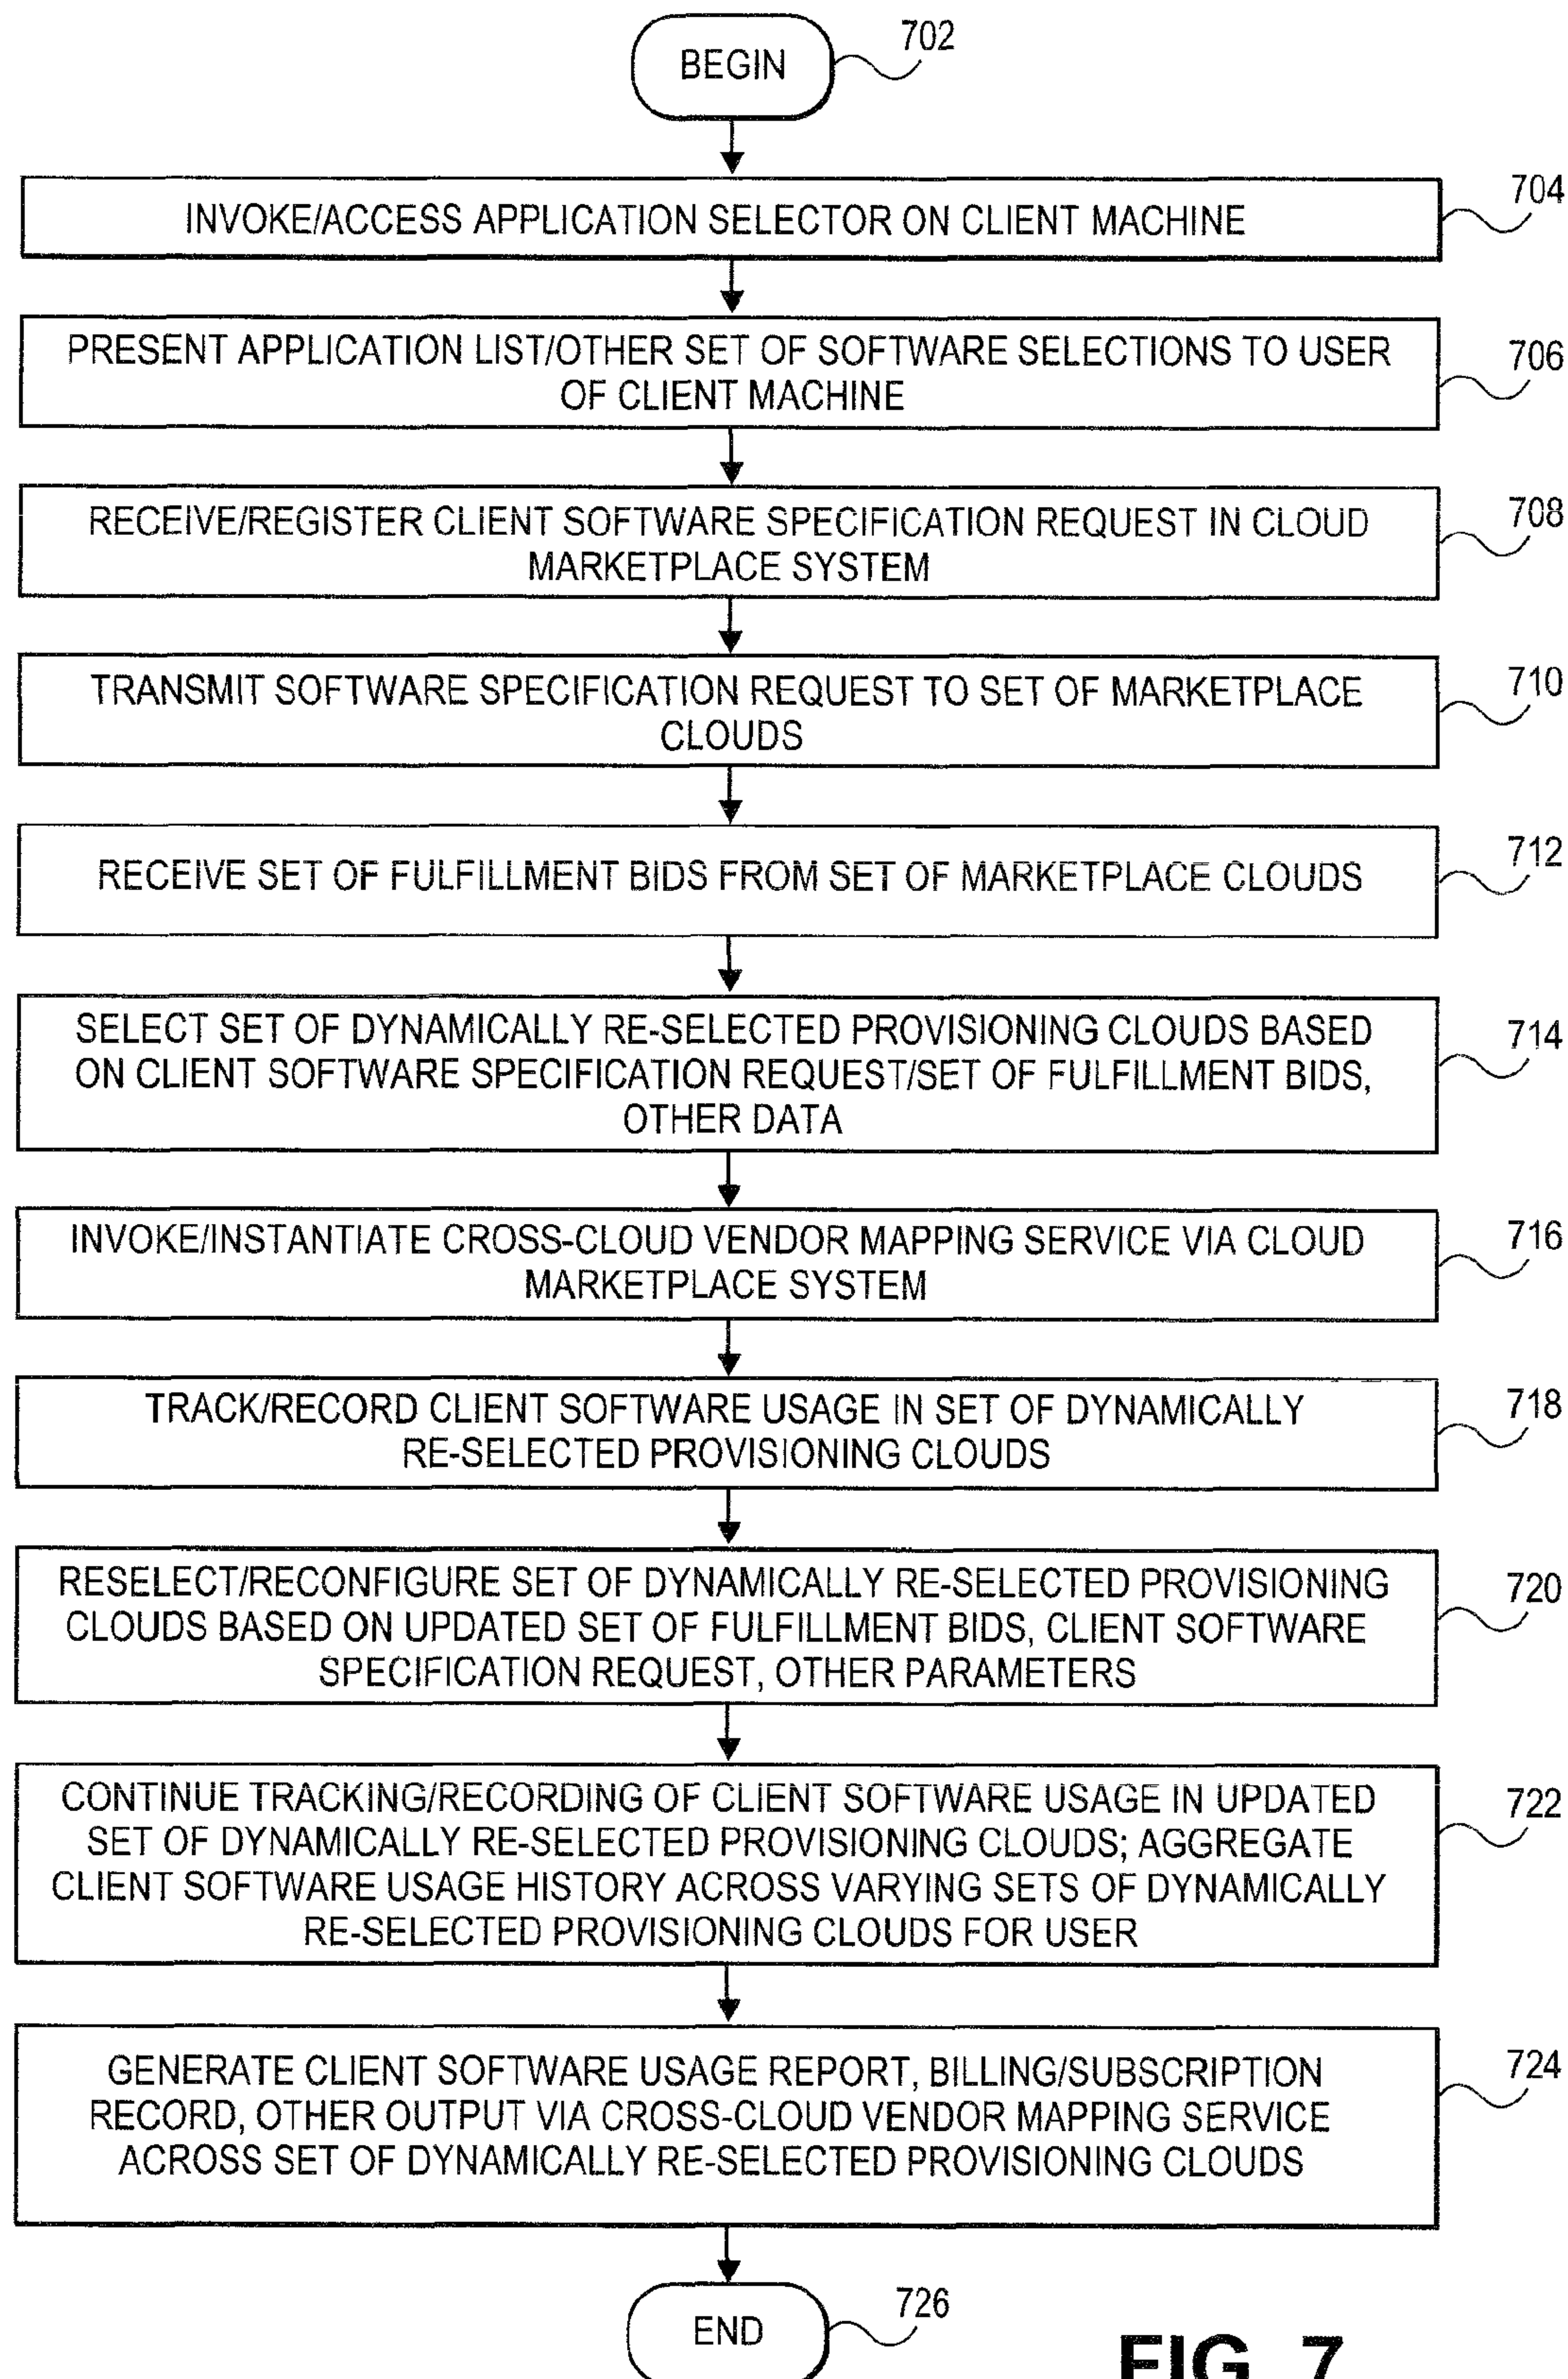 BEGIN
702
INVOKE/ACCESS APPLICATION SELECTOR ON CLIENT MACHINE
704
PRESENT APPLICATION LIST/OTHER SET OF SOFTWARE SELECTIONS TO USER
OF CLIENT MACHINE
706
RECEIVE/REGISTER CLIENT SOFTWARE SPECIFICATION REQUEST IN CLOUD
MARKETPLACE SYSTEM
708
TRANSMIT SOFTWARE SPECIFICATION REQUEST TO SET OF MARKETPLACE
CLOUDS
710
RECEIVE SET OF FULFILLMENT BIDS FROM SET OF MARKETPLACE CLOUDS
712
SELECT SET OF DYNAMICALLY RE-SELECTED PROVISIONING CLOUDS BASED
ON CLIENT SOFTWARE SPECIFICATION REQUEST/SET OF FULFILLMENT BIDS,
OTHER DATA
714
INVOKE/INSTANTIATE CROSS-CLOUD VENDOR MAPPING SERVICE VIA CLOUD
MARKETPLACE SYSTEM
716
TRACK/RECORD CLIENT SOFTWARE USAGE IN SET OF DYNAMICALLY
RE-SELECTED PROVISIONING CLOUDS
718
RESELECT/RECONFIGURE SET OF DYNAMICALLY RE-SELECTED PROVISIONING
CLOUDS BASED ON UPDATED SET OF FULFILLMENT BIDS, CLIENT SOFTWARE
SPECIFICATION REQUEST, OTHER PARAMETERS
720
CONTINUE TRACKING/RECORDING OF CLIENT SOFTWARE USAGE IN UPDATED
SET OF DYNAMICALLY RE-SELECTED PROVISIONING CLOUDS; AGGREGATE
CLIENT SOFTWARE USAGE HISTORY ACROSS VARYING SETS OF DYNAMICALLY
RE-SELECTED PROVISIONING CLOUDS FOR USER
722
GENERATE CLIENT SOFTWARE USAGE REPORT, BILLING/SUBSCRIPTION
RECORD, OTHER OUTPUT VIA CROSS-CLOUD VENDOR MAPPING SERVICE
ACROSS SET OF DYNAMICALLY RE-SELECTED PROVISIONING CLOUDS
724
END
726
FIG. 7